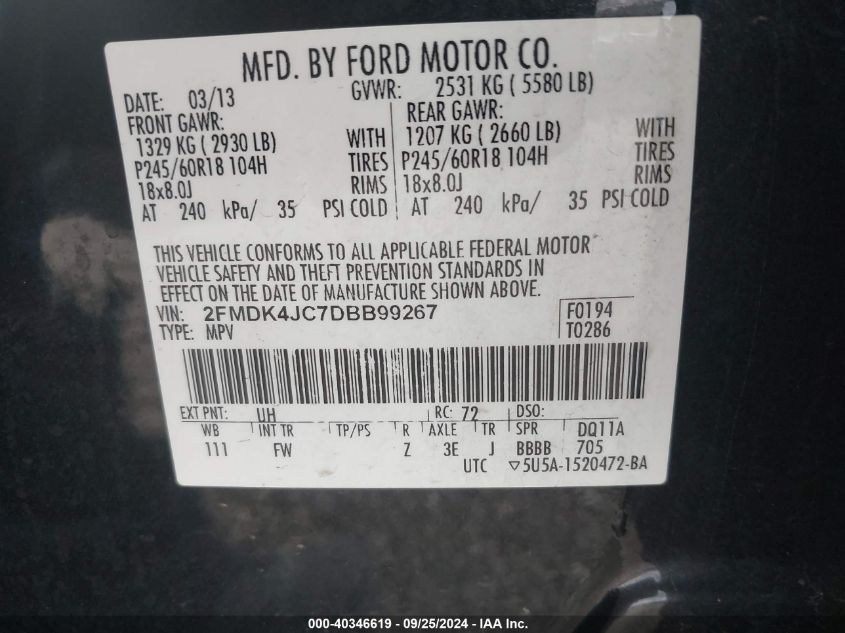 MFD. BY FORD MOTOR CO.
DATE: 03/13 GVWR: 2531 KG ( 5580 LB)
FRONT GAWR: REAR GAWR:
1329 KG ( 2930 LB) WITH 1207 KG ( 2660 LB) WITH
P245/60R18 104H TIRES P245/60R18 104H TIRES
18x8.0J RIMS 18x8.0J RIMS
AT 240 kPa/ 35 PSI COLD AT 240 kPa/ 35 PSI COLD
THIS VEHICLE CONFORMS TO ALL APPLICABLE FEDERAL MOTOR
VEHICLE SAFETY AND THEFT PREVENTION STANDARDS IN
EFFECT ON THE DATE OF MANUFACTURE SHOWN ABOVE.
VIN: 2FMDK4JC7DBB99267 F0194
TYPE: MPV T0286
EXT PNT: UH RC: 72 DSO:
WB INT TR TP/PS R AXLE TR SPR DQ11A
111 FW Z 3E J BBBB 705
UTC ▽5U5A-1520472-BA
000-40346619 - 09/25/2024 - IAA Inc.